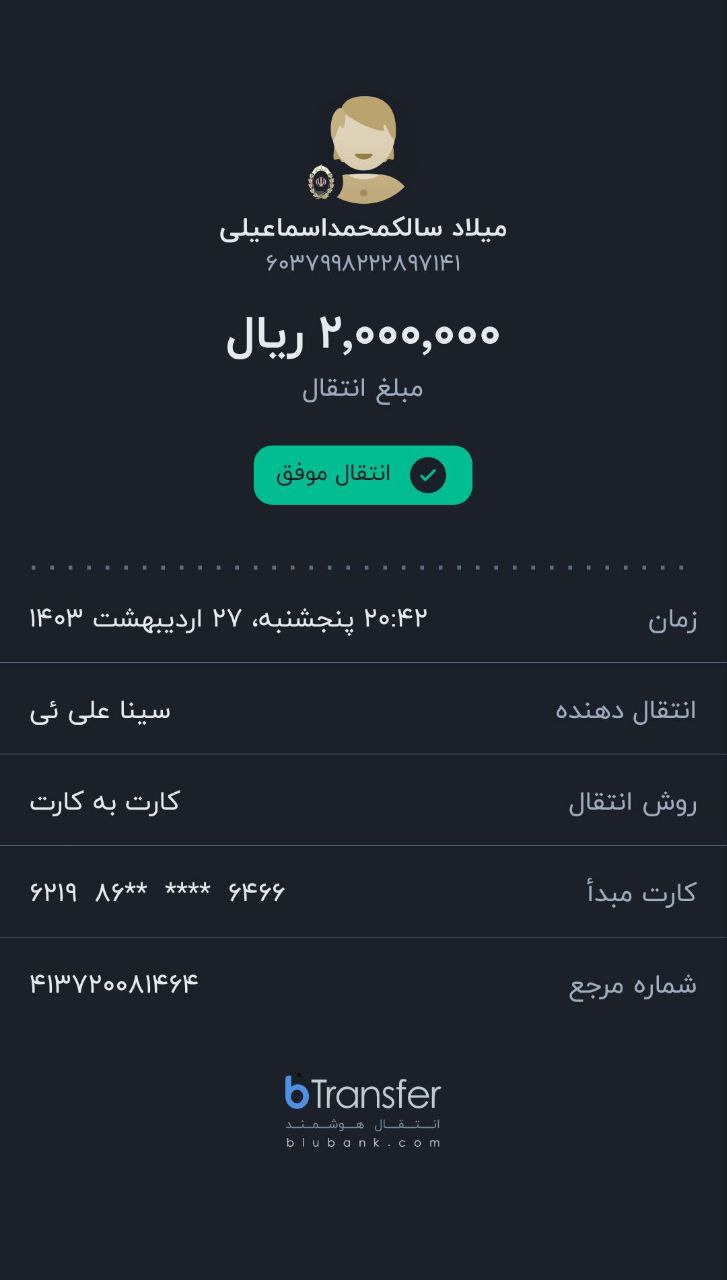 میلاد سالکمحمداسماعیلی
۶۰۳۷۹۹۸۲۲۲۸۹۷۱۴۱
۲,۰۰۰,۰۰۰ ریال
مبلغ انتقال
انتقال موفق
زمان ۲۰:۴۲ پنجشنبه، ۲۷ اردیبهشت ۱۴۰۳
انتقال دهنده سینا علی ئی
روش انتقال کارت به کارت
کارت مبدأ ۶۲۱۹ ۸۶** **** ۶۴۶۶
شماره مرجع ۴۱۳۷۲۰۰۸۱۴۶۴
bTransfer
انتقال هوشمند
blubank.com